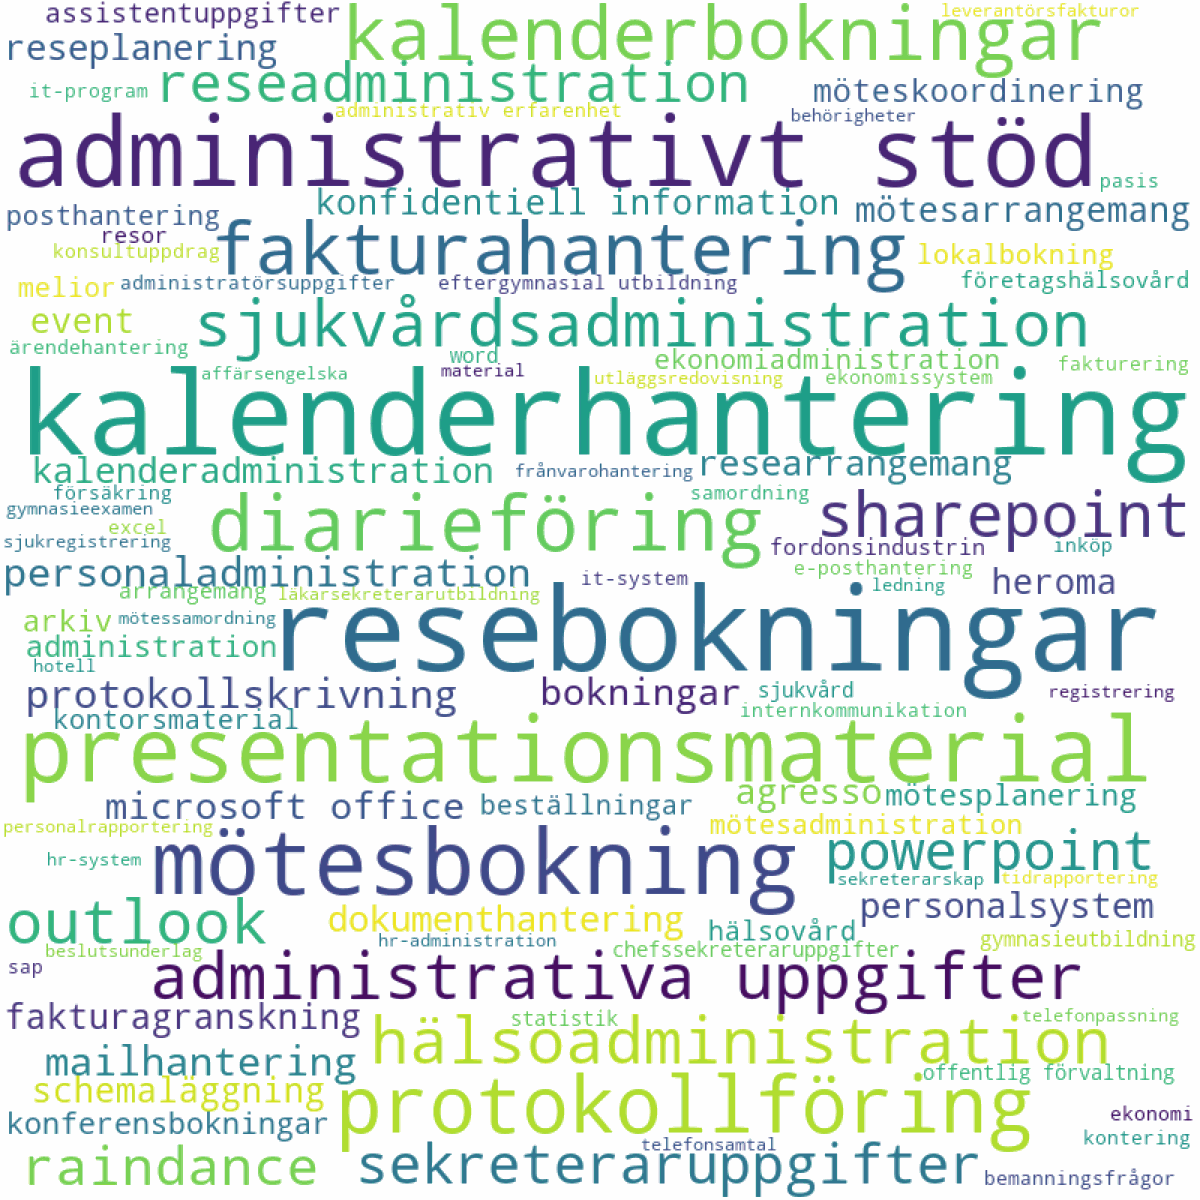 assistentuppgifter
kalenderbokningar
leverantörsfakturor
reseplanering
it-program
reseadministration
möteskoordinering
administrativ erfarenhet
behörigheter
administrativt stöd
pasis
posthantering
konfidentiell information
mötesarrangemang
resor
konsultuppdrag
fakturahantering
lokalbokning
melior
administratörsuppgifter
eftergymnasial utbildning
företagshälsovård
event
sjukvårdsadministration
ärendehantering
word
ekonomiadministration
fakturering
affärsengelska
material
utläggsredovisning
ekonomissystem
kalenderhantering
kalenderadministration
frånvarohantering
researrangemang
försäkring
samordning
gymnasieexamen
excel
diarieföring
sharepoint
sjukregistrering
fordonsindustrin
inköp
personaladministration
it-system
e-posthantering
ledning
heroma
arrangemang
läkarsekreterarutbildning
arkiv
mötessamordning
resebokningar
administration
hotell
protokollskrivning
bokningar
sjukvård
registrering
kontorsmaterial
internkommunikation
presentationsmaterial
microsoft office
beställningar
agresso
mötesplanering
personalrapportering
mötesadministration
hr-system
mötesbokning
powerpoint
sekreterarskap
tidrapportering
outlook
dokumenthantering
personalsystem
hälsovård
hr-administration
gymnasieutbildning
beslutsunderlag
chefssekreteraruppgifter
sap
administrativa uppgifter
fakturagranskning
statistik
telefonpassning
hälsoadministration
mailhantering
offentlig förvaltning
schemaläggning
protokollföring
ekonomi
konferensbokningar
telefonsamtal
kontering
raindance
sekreteraruppgifter
bemanningsfrågor